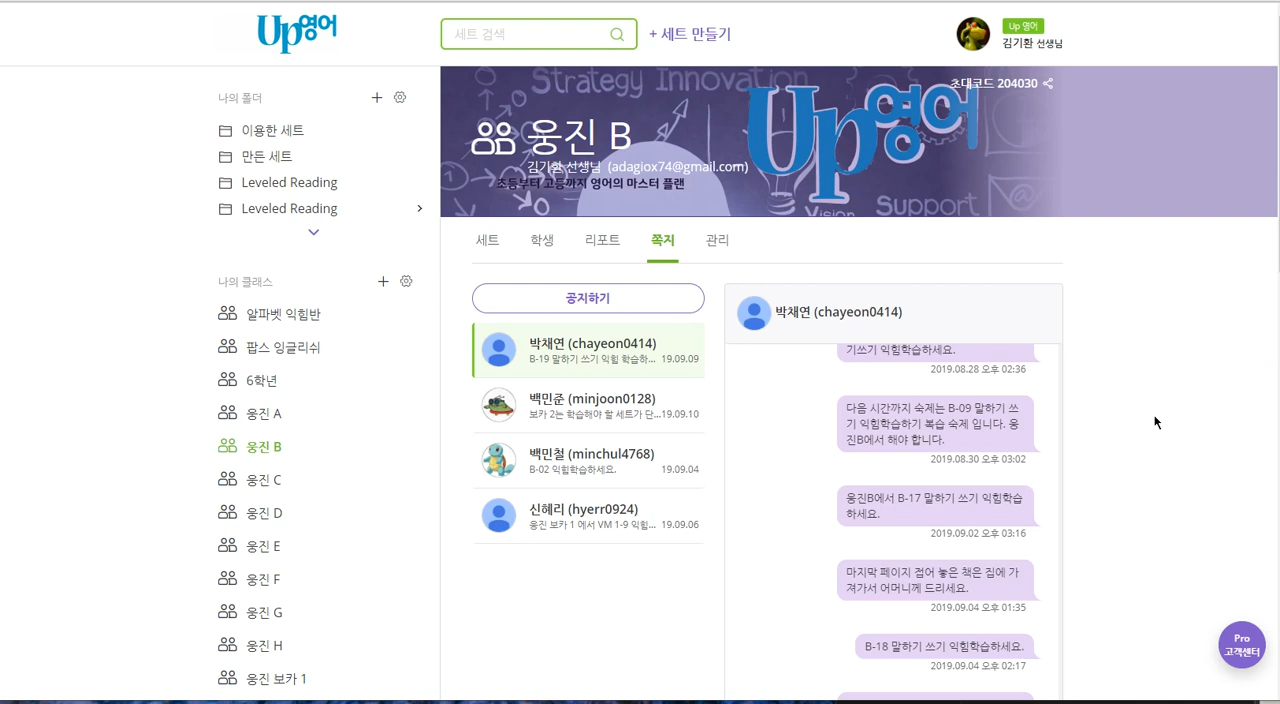 Up영어
세트 검색
+ 세트 만들기
Up 영어
김기환 선생님
나의 폴더
이용한 세트
만든 세트
Leveled Reading
Leveled Reading
나의 클래스
알파벳 익힘반
팝스 잉글리쉬
6학년
웅진 A
웅진 B
웅진 C
웅진 D
웅진 E
웅진 F
웅진 G
웅진 H
웅진 보카 1
Strategy Innovation
초대코드 204030
Up영어
웅진 B
김기환 선생님 (adagiox74@gmail.com)
초등부터 고등까지 영어의 마스터 플랜
Vision
Support
세트
학생
리포트
쪽지
관리
공지하기
박채연 (chayeon0414)
B-19 말하기 쓰기 익힘 학습하... 19.09.09
백민준 (minjoon0128)
보카 2는 학습해야 할 세트가 단...19.09.10
백민철 (minchul4768)
B-02 익힘학습하세요. 19.09.04
신혜리 (hyerr0924)
웅진 보카 1 에서 VM 1-9 익힘... 19.09.06
박채연 (chayeon0414)
기쓰기 익힘학습하세요.
2019.08.28 오후 02:36
다음 시간까지 숙제는 B-09 말하기 쓰
기 익힘학습하기 복습 숙제 입니다. 웅
진B에서 해야 합니다.
2019.08.30 오후 03:02
웅진B에서 B-17 말하기 쓰기 익힘학습
하세요.
2019.09.02 오후 03:16
마지막 페이지 접어 놓은 책은 집에 가
져가서 어머니께 드리세요.
2019.09.04 오후 01:35
B-18 말하기 쓰기 익힘학습하세요.
2019.09.04 오후 02:17
Pro
고객센터